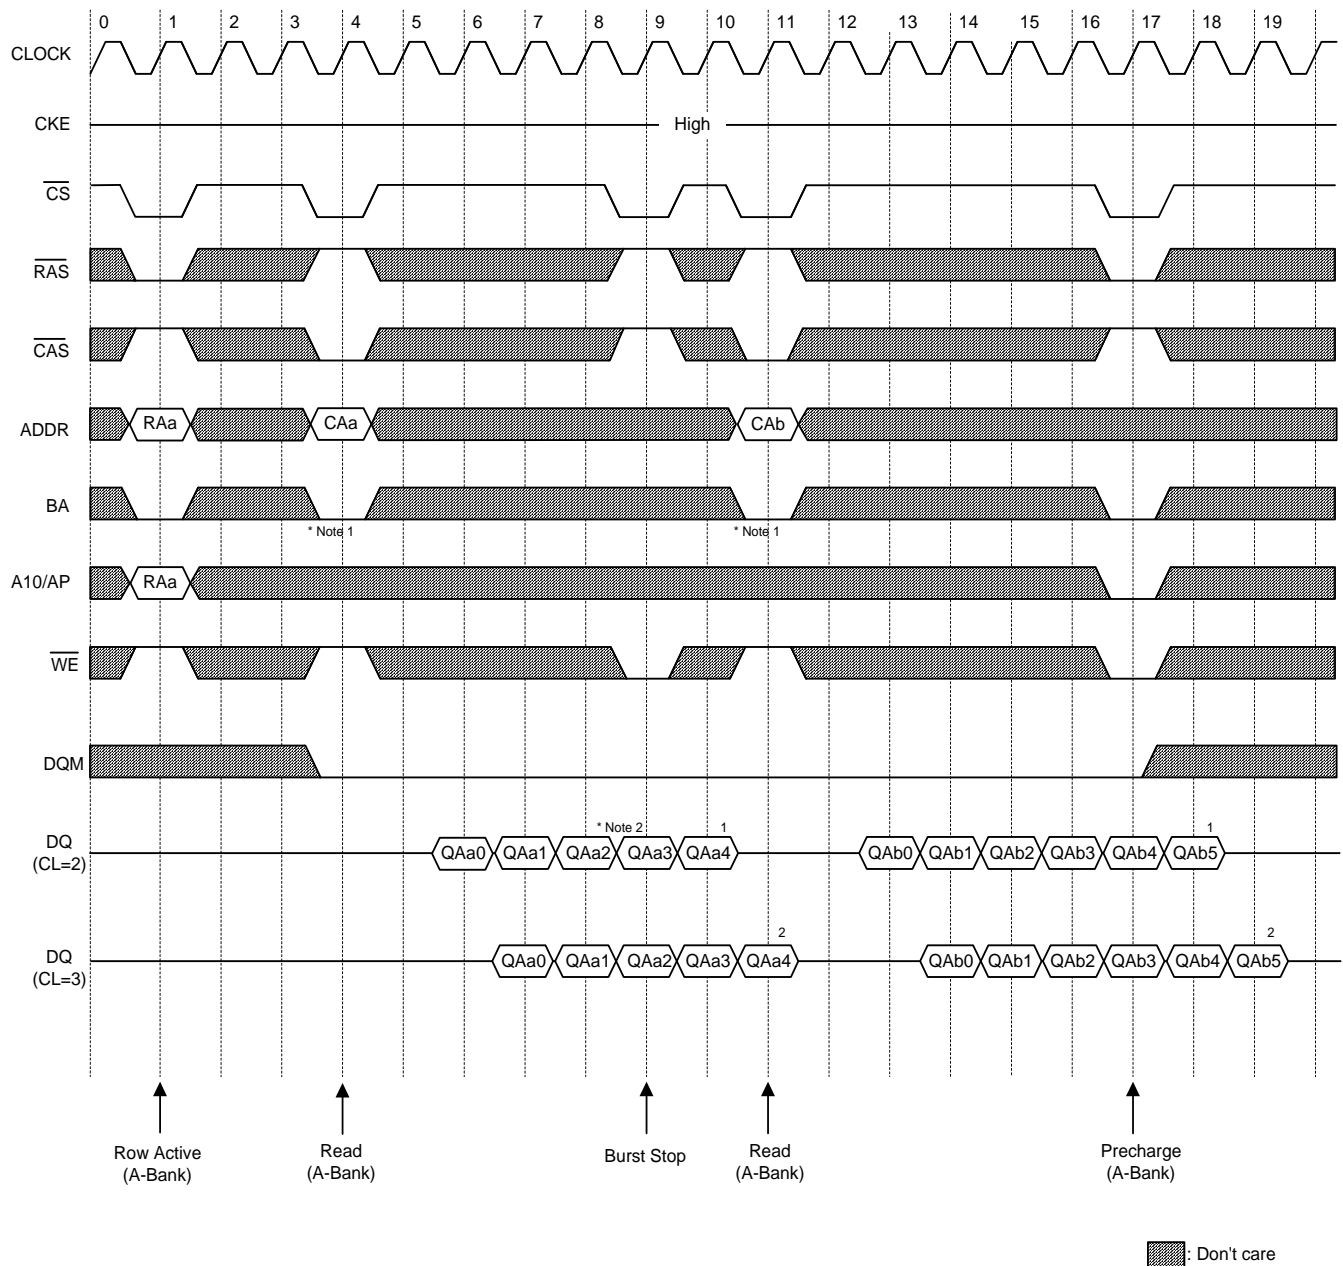 0 1 2 3 4 5 6 7 8 9 10 11 12 13 14 15 16 17 18 19
CLOCK
CKE High
CS
RAS
CAS
ADDR RAa CAa CAb
BA
* Note 1 * Note 1
A10/AP RAa
WE
DQM
* Note 2 1 1
DQ
(CL=2)
QAa0 QAa1 QAa2 QAa3 QAa4 QAb0 QAb1 QAb2 QAb3 QAb4 QAb5
2 2
DQ
(CL=3)
QAa0 QAa1 QAa2 QAa3 QAa4 QAb0 QAb1 QAb2 QAb3 QAb4 QAb5
Row Active
(A-Bank)
Read
(A-Bank)
Burst Stop
Read
(A-Bank)
Precharge
(A-Bank)
: Don't care